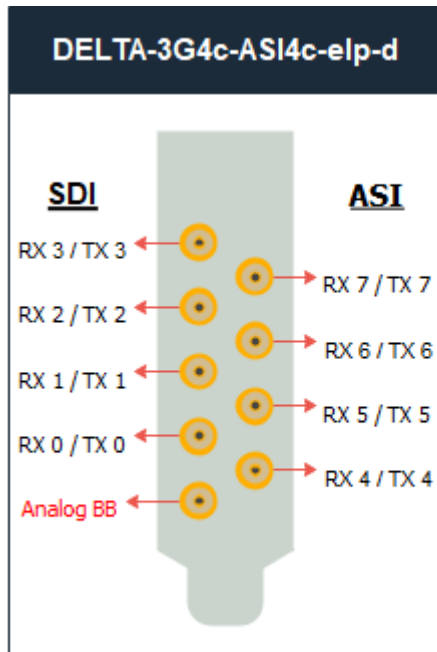 DELTA-3G4c-ASI4c-elp-d
SDI
ASI
RX 3 / TX 3
RX 7 / TX 7
RX 2 / TX 2
RX 6 / TX 6
RX 1 / TX 1
RX 5 / TX 5
RX 0 / TX 0
RX 4 / TX 4
Analog BB